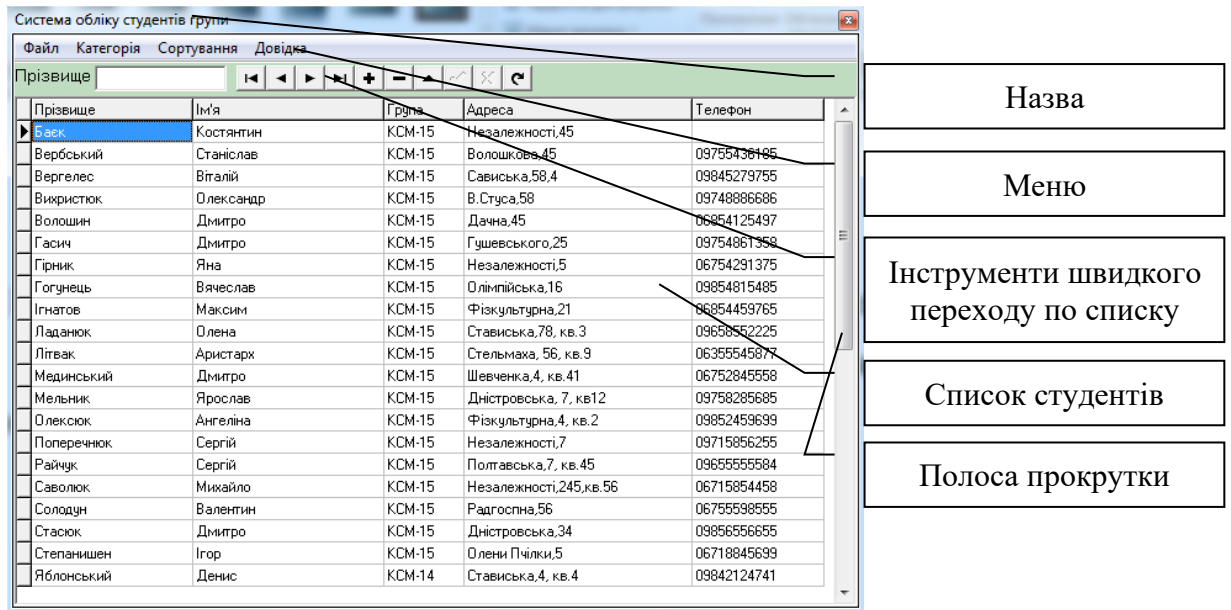 Система обліку студентів групи
Файл Категорія Сортування Довідка
Прізвище
Прізвище Ім'я Група Адреса Телефон
Баєк Костянтин КСМ-15 Незалежності,45
Вербський Станіслав КСМ-15 Волошкова,45 09755436185
Вергелес Віталій КСМ-15 Сависька,58,4 09845279755
Вихристюк Олександр КСМ-15 В.Стуса,58 09748886686
Волошин Дмитро КСМ-15 Дачна,45 06854125497
Гасич Дмитро КСМ-15 Гушевського,25 09754861358
Гірник Яна КСМ-15 Незалежності,5 06754291375
Гогунець Вячеслав КСМ-15 Олімпійська,16 09854815485
Ігнатов Максим КСМ-15 Фізкультурна,21 06854459765
Ладанюк Олена КСМ-15 Стависька,78, кв.3 09658552225
Літвак Аристарх КСМ-15 Стельмаха, 56, кв.9 06355545877
Мединський Дмитро КСМ-15 Шевченка,4, кв.41 06752845558
Мельник Ярослав КСМ-15 Дністровська, 7, кв12 09758285685
Олексюк Ангеліна КСМ-15 Фізкультурна,4, кв.2 09852459699
Поперечнюк Сергій КСМ-15 Незалежності,7 09715856255
Райчук Сергій КСМ-15 Полтавська,7, кв.45 09655555584
Саволюк Михайло КСМ-15 Незалежності,245,кв.56 06715854458
Солодун Валентин КСМ-15 Радгоспна,56 06755598555
Стасюк Дмитро КСМ-15 Дністровська,34 09856556655
Степанишен Ігор КСМ-15 Олени Пчілки,5 06718845699
Яблонський Денис КСМ-14 Стависька,4, кв.4 09842124741
Назва
Меню
Інструменти швидкого
переходу по списку
Список студентів
Полоса прокрутки